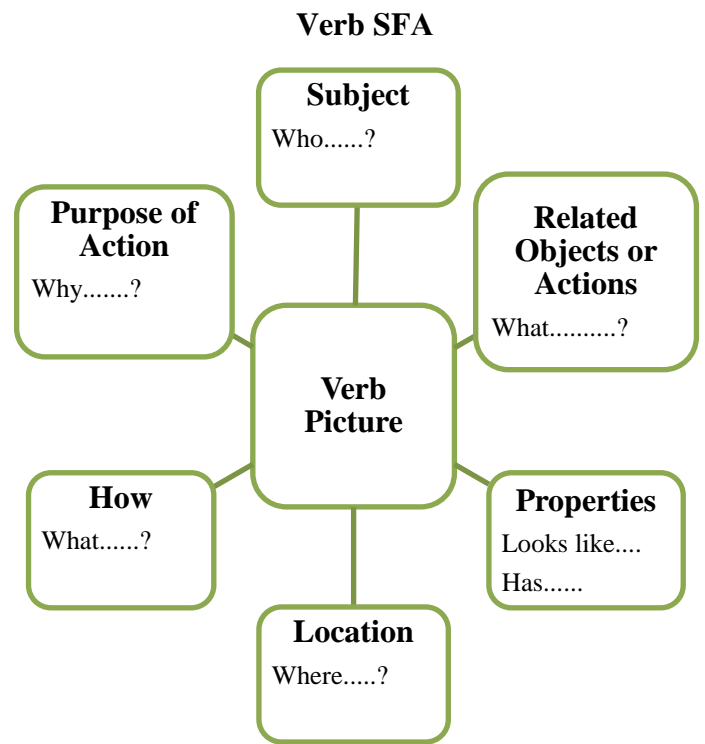 Verb SFA
Subject
Who......?
Purpose of
Action
Why.......?
Related
Objects or
Actions
What..........?
Verb
Picture
How
What......?
Properties
Looks like....
Has......
Location
Where.....?